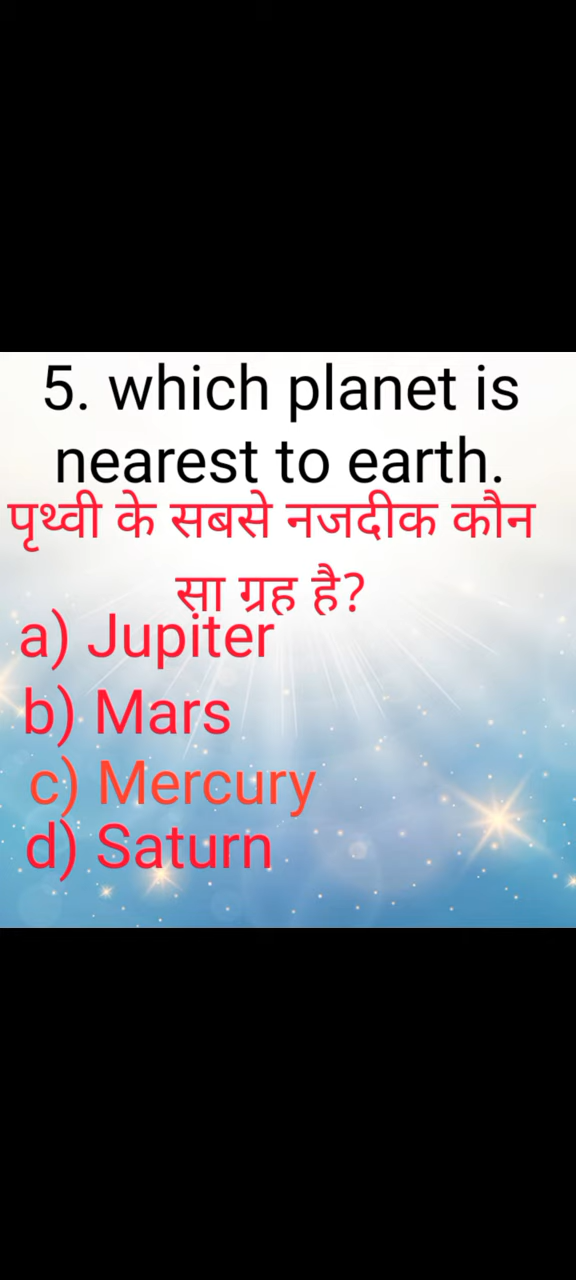 5. which planet is
nearest to earth.
पृथ्वी के सबसे नजदीक कौन
सा ग्रह है?
a) Jupiter
b) Mars
c) Mercury
d) Saturn